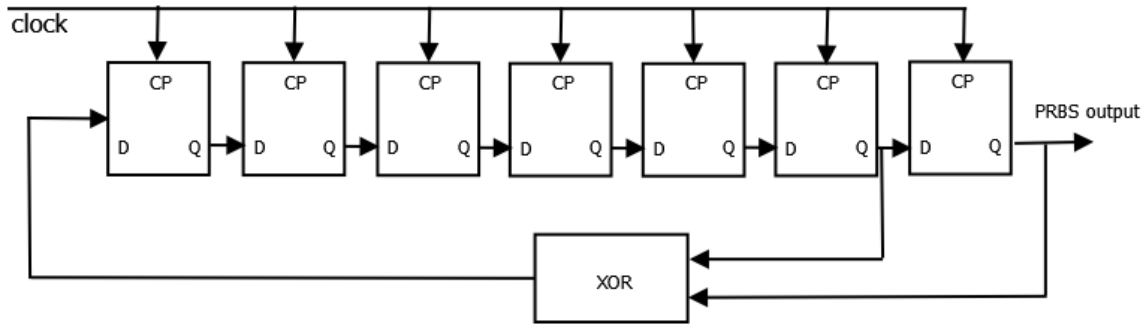 clock
CP CP CP CP CP CP CP
PRBS output
D Q D Q D Q D Q D Q D Q D Q
XOR